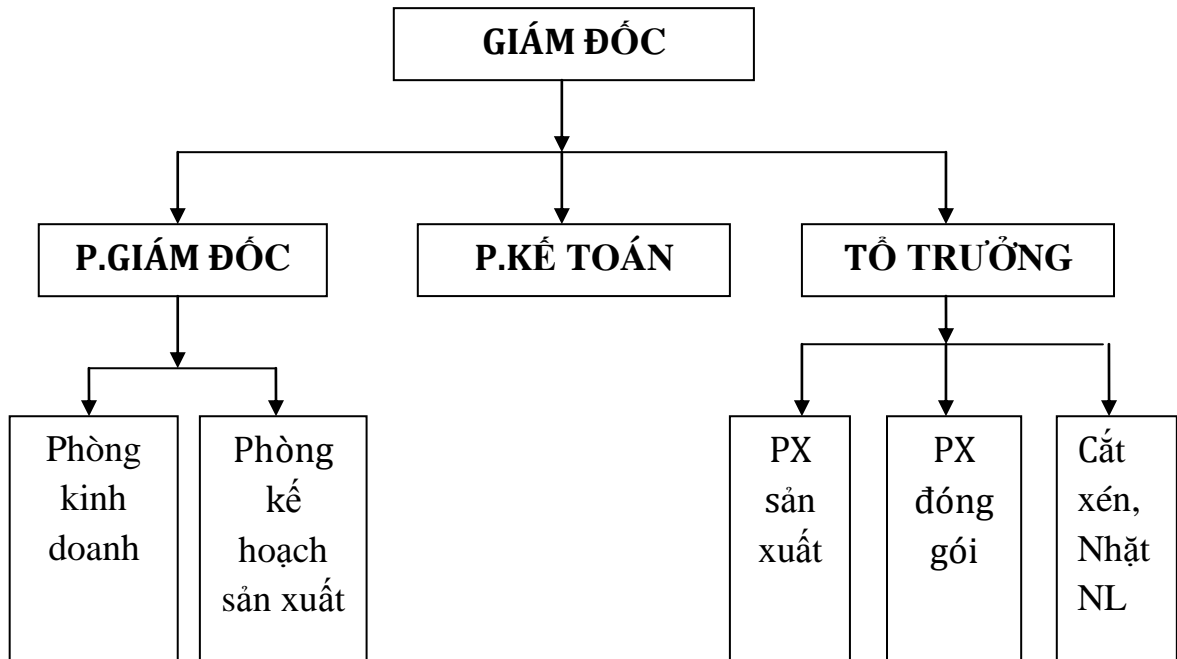 GIÁM ĐỐC
P.GIÁM ĐỐC
P.KẾ TOÁN
TỔ TRƯỞNG
Phòng
kinh
doanh
Phòng
kế
hoạch
sản xuất
PX
sản
xuất
PX
đóng
gói
Cắt
xén,
Nhặt
NL